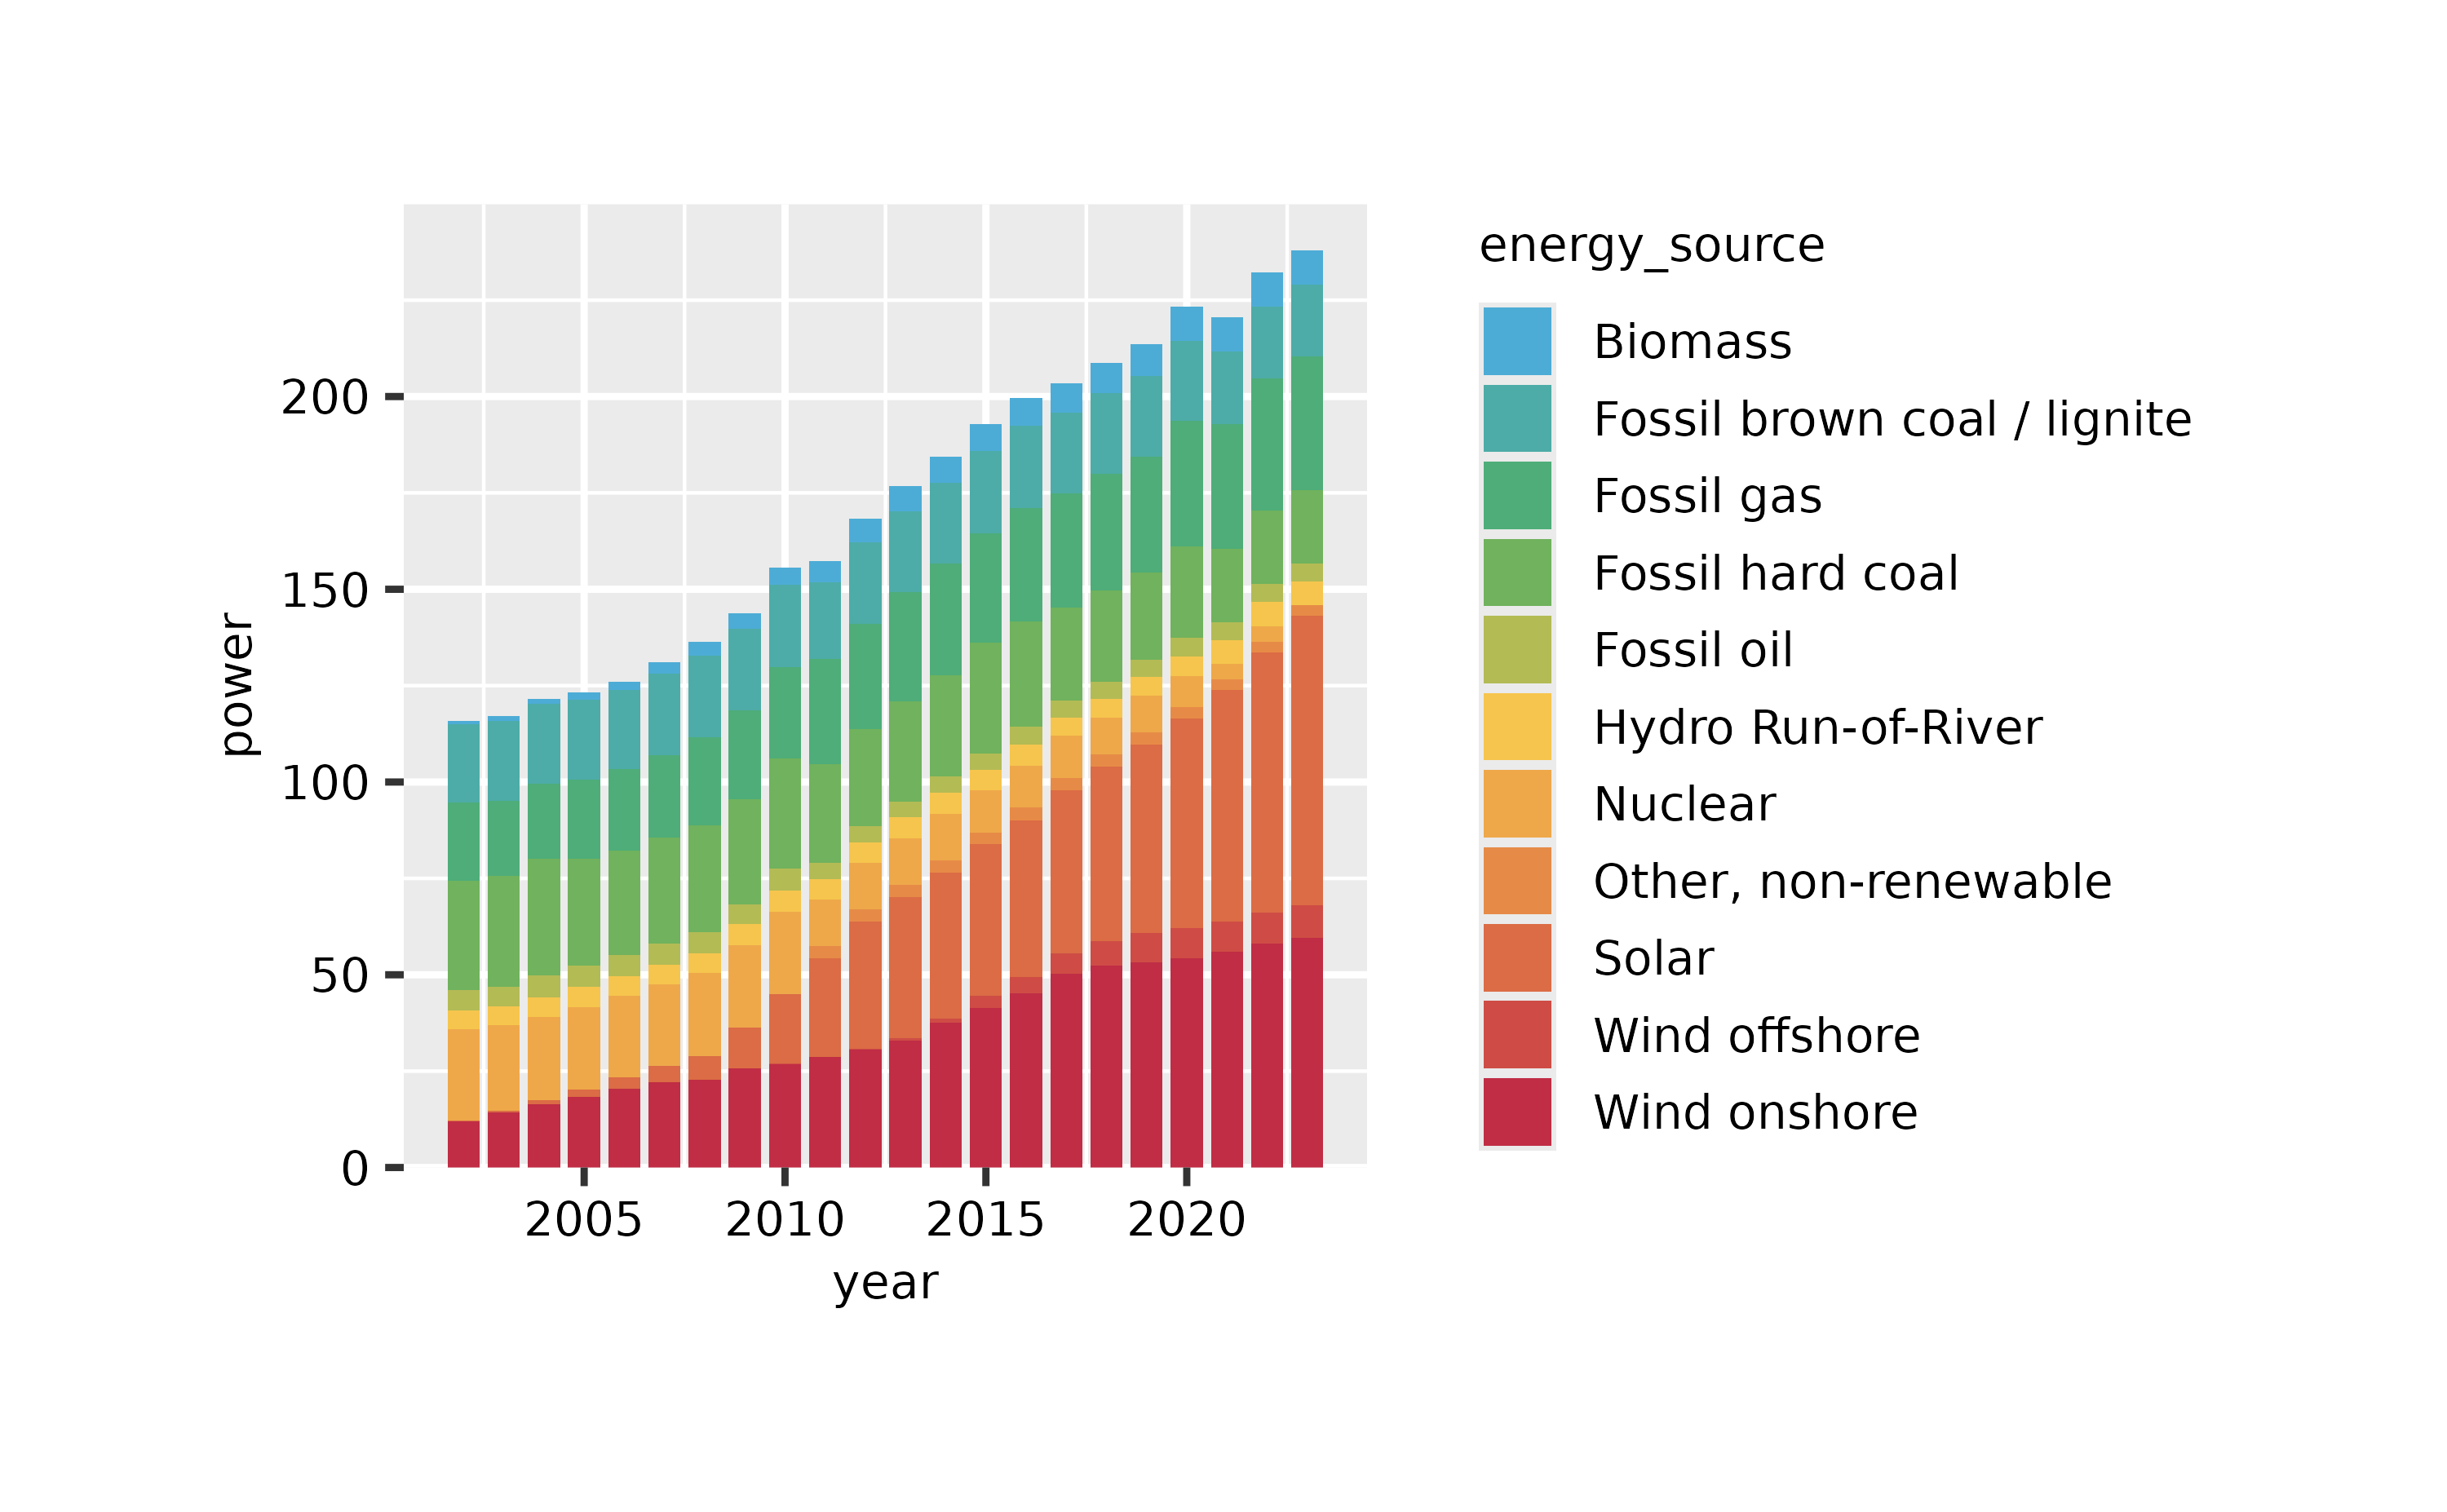 energy_source
Biomass
Fossil brown coal / lignite
Fossil gas
Fossil hard coal
Fossil oil
Hydro Run-of-River
Nuclear
Other, non-renewable
Solar
Wind offshore
Wind onshore
power
200
150
100
50
0
2005 2010 2015 2020
year